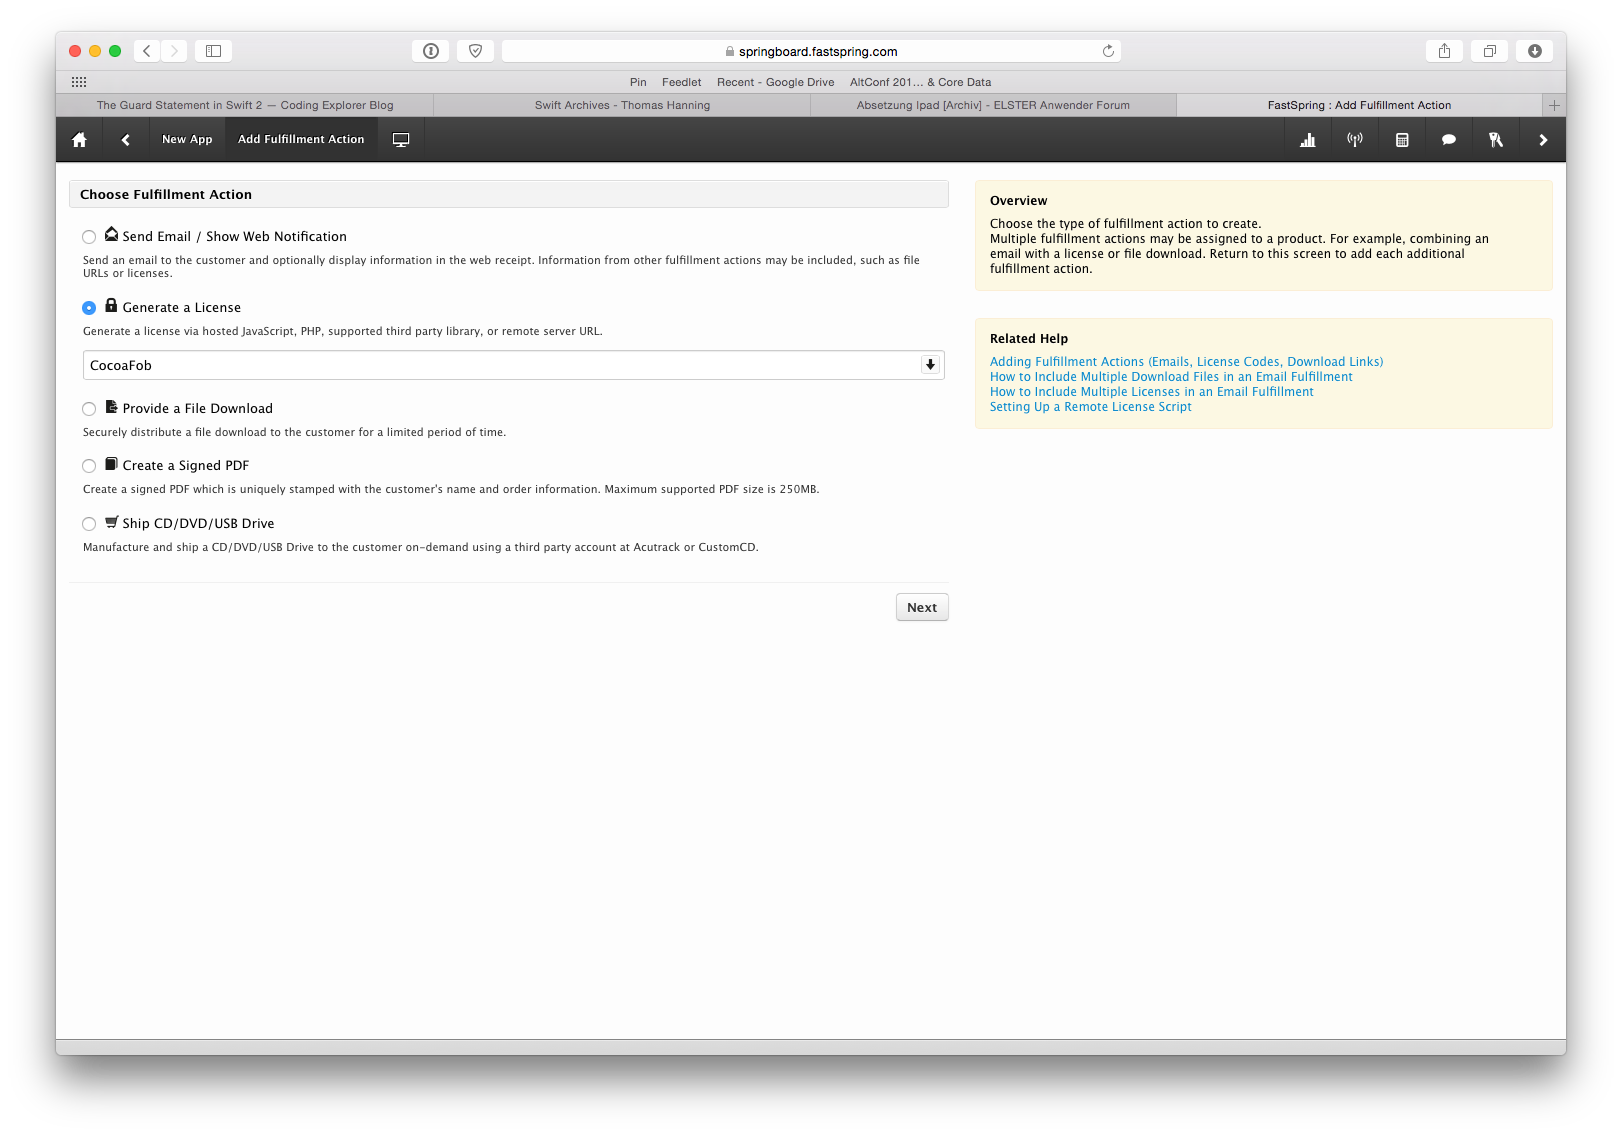 springboard.fastspring.com
Pin Feedlet Recent - Google Drive AltConf 201... & Core Data
The Guard Statement in Swift 2 — Coding Explorer Blog
Swift Archives - Thomas Hanning
Absetzung Ipad [Archiv] - ELSTER Anwender Forum
FastSpring : Add Fulfillment Action
New App
Add Fulfillment Action
Choose Fulfillment Action
Send Email / Show Web Notification
Send an email to the customer and optionally display information in the web receipt. Information from other fulfillment actions may be included, such as file
URLs or licenses.
Generate a License
Generate a license via hosted JavaScript, PHP, supported third party library, or remote server URL.
CocoaFob
Provide a File Download
Securely distribute a file download to the customer for a limited period of time.
Create a Signed PDF
Create a signed PDF which is uniquely stamped with the customer's name and order information. Maximum supported PDF size is 250MB.
Ship CD/DVD/USB Drive
Manufacture and ship a CD/DVD/USB Drive to the customer on-demand using a third party account at Acutrack or CustomCD.
Next
Overview
Choose the type of fulfillment action to create.
Multiple fulfillment actions may be assigned to a product. For example, combining an
email with a license or file download. Return to this screen to add each additional
fulfillment action.
Related Help
Adding Fulfillment Actions (Emails, License Codes, Download Links)
How to Include Multiple Download Files in an Email Fulfillment
How to Include Multiple Licenses in an Email Fulfillment
Setting Up a Remote License Script